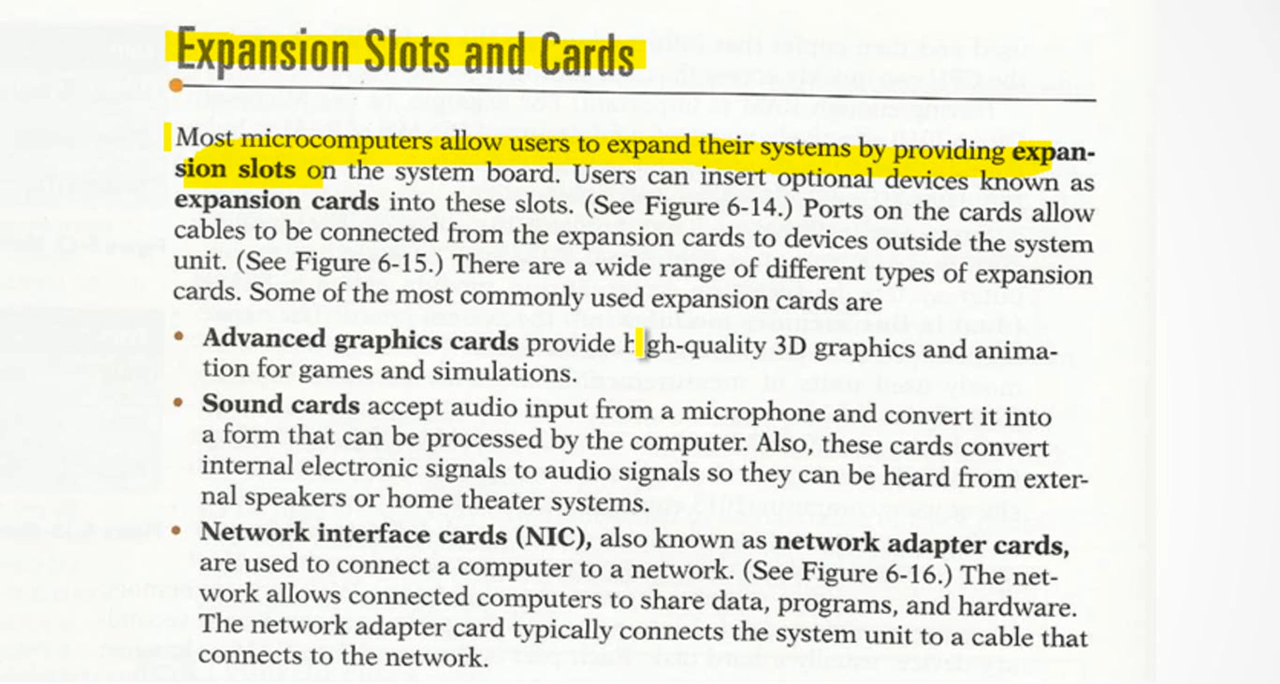 Expansion Slots and Cards
Most microcomputers allow users to expand their systems by providing expan-
sion slots on the system board. Users can insert optional devices known as
expansion cards into these slots. (See Figure 6-14.) Ports on the cards allow
cables to be connected from the expansion cards to devices outside the system
unit. (See Figure 6-15.) There are a wide range of different types of expansion
cards. Some of the most commonly used expansion cards are
• Advanced graphics cards provide high-quality 3D graphics and anima-
tion for games and simulations.
• Sound cards accept audio input from a microphone and convert it into
a form that can be processed by the computer. Also, these cards convert
internal electronic signals to audio signals so they can be heard from exter-
nal speakers or home theater systems.
• Network interface cards (NIC), also known as network adapter cards,
are used to connect a computer to a network. (See Figure 6-16.) The net-
work allows connected computers to share data, programs, and hardware.
The network adapter card typically connects the system unit to a cable that
connects to the network.